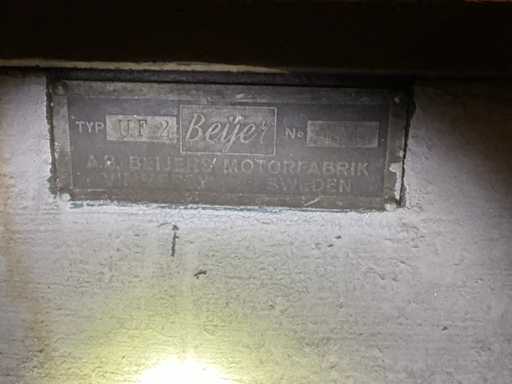 TYP UF 2 Beijer No
A.B. BEIJERS MOTORFABRIK
SWEDEN